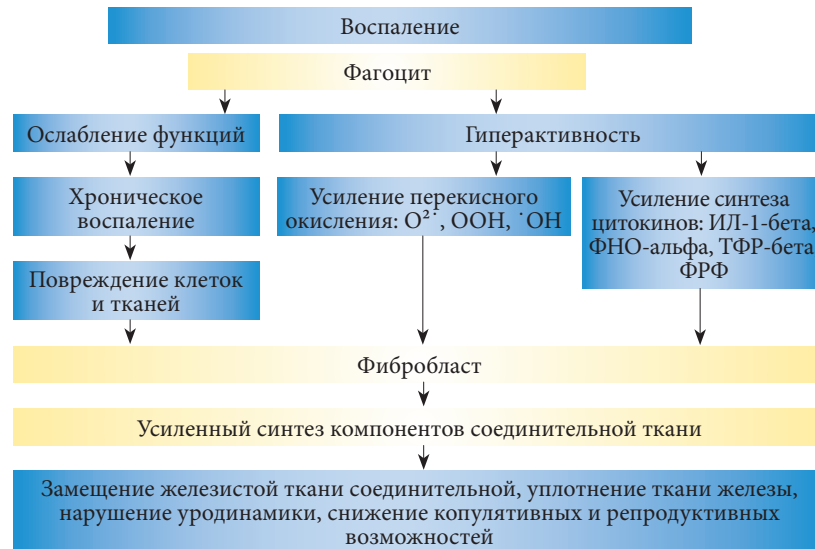 Воспаление
Фагоцит
Ослабление функций
Гиперактивность
Хроническое
воспаление
Усиление перекисного
окисления: O²˙, OOH, ˙OH
Усиление синтеза
цитокинов: ИЛ-1-бета,
ФНО-альфа, ТФР-бета
ФРФ
Повреждение клеток
и тканей
Фибробласт
Усиленный синтез компонентов соединительной ткани
Замещение железистой ткани соединительной, уплотнение ткани железы,
нарушение уродинамики, снижение копулятивных и репродуктивных
возможностей